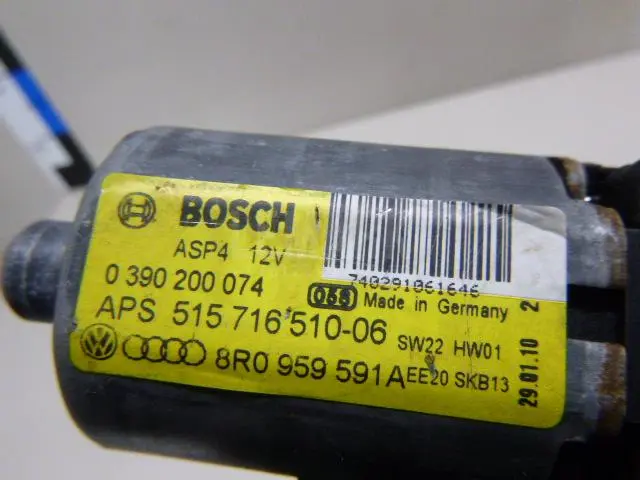 BOSCH
ASP4 12V
740291061646
0 390 200 074
Made in Germany
APS 515 716 510-06
SW22 HW01
8R0 959 591A
EE20 SKB13
29.01.10 2